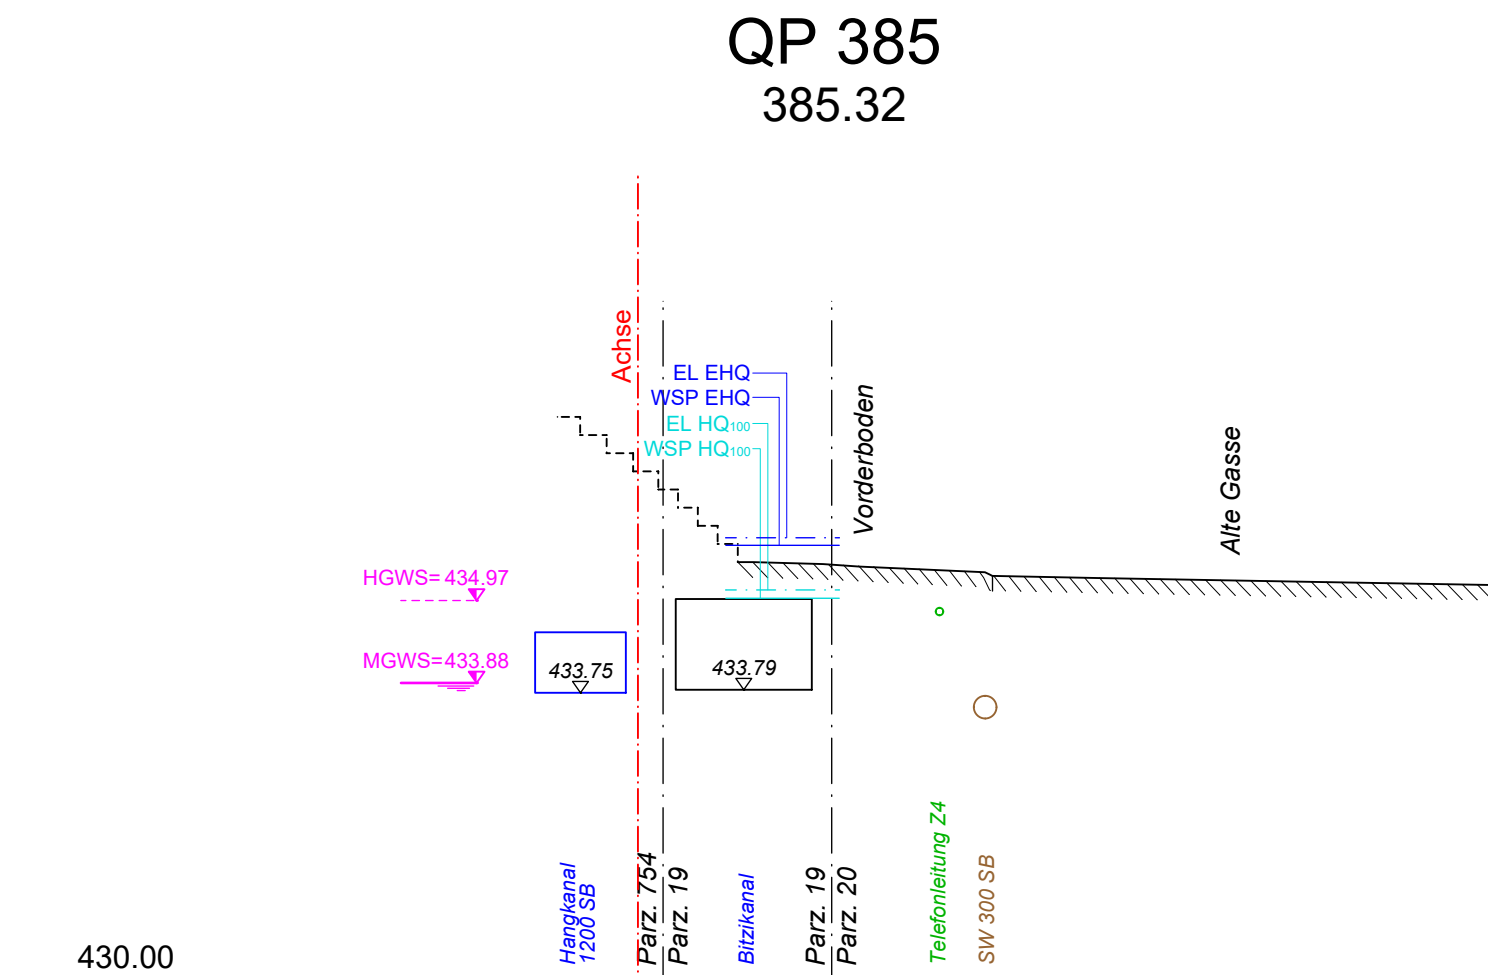 QP 385
385.32
Achse
EL EHQ
WSP EHQ
EL HQ100
WSP HQ100
Vorderboden
Alte Gasse
HGWS= 434.97
MGWS=433.88
433.75
433.79
Hangkanal
1200 SB
Parz. 754
Parz. 19
Bitzikanal
Parz. 19
Parz. 20
Telefonleitung Z4
SW 300 SB
430.00